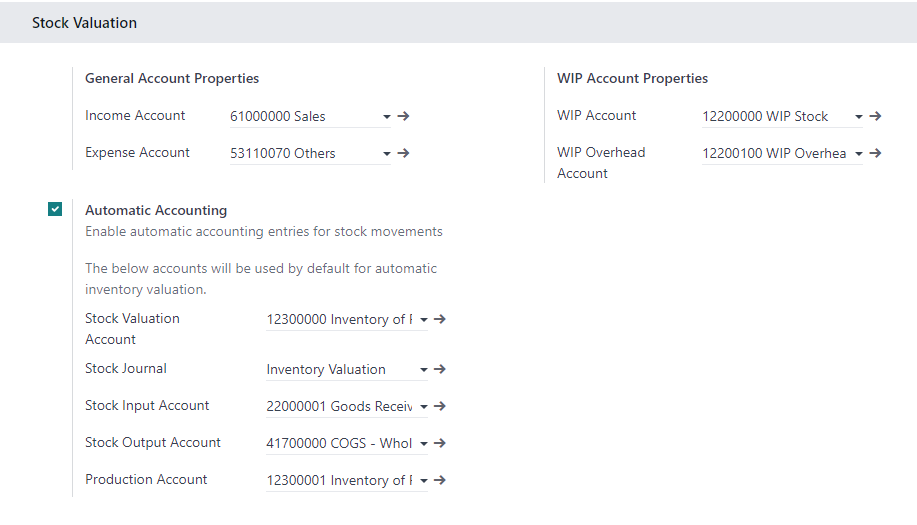 Stock Valuation
General Account Properties
Income Account 61000000 Sales
Expense Account 53110070 Others
WIP Account Properties
WIP Account 12200000 WIP Stock
WIP Overhead 12200100 WIP Overhea
Account
Automatic Accounting
Enable automatic accounting entries for stock movements
The below accounts will be used by default for automatic
inventory valuation.
Stock Valuation 12300000 Inventory of
Account
Stock Journal Inventory Valuation
Stock Input Account 22000001 Goods Receiv
Stock Output Account 41700000 COGS - Whol
Production Account 12300001 Inventory of